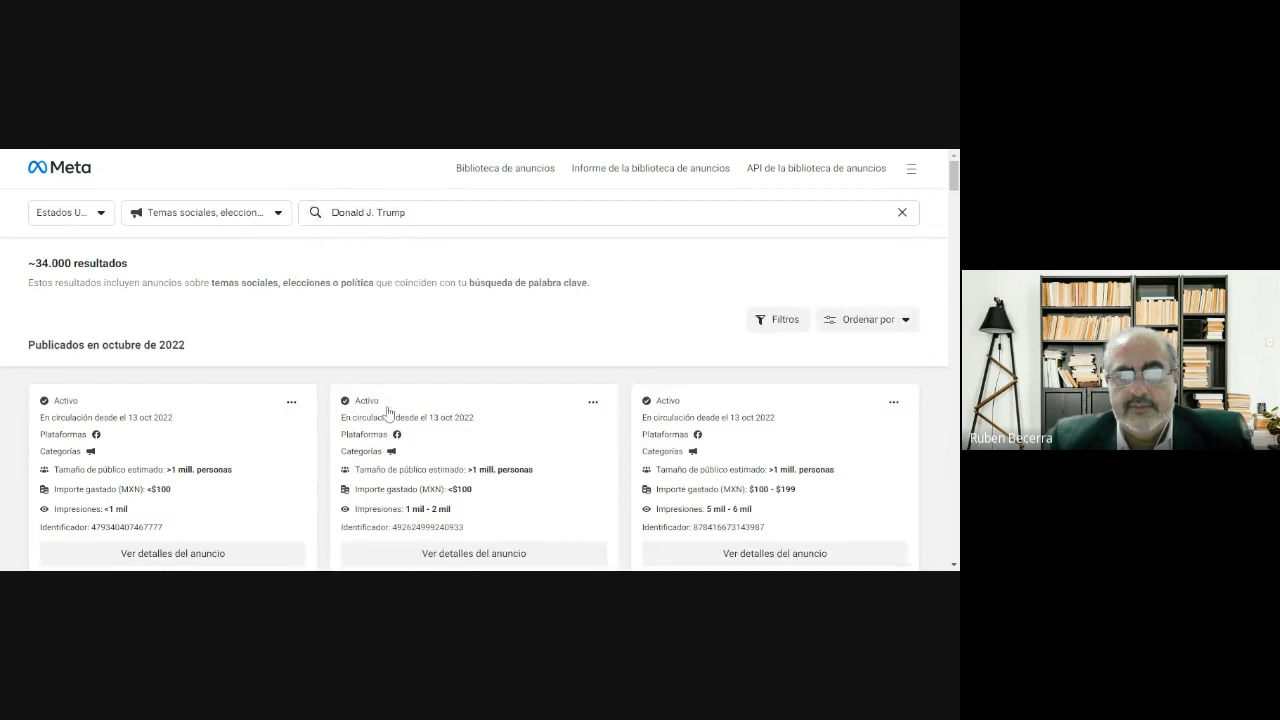 Meta
Biblioteca de anuncios Informe de la biblioteca de anuncios API de la biblioteca de anuncios
Estados U... Temas sociales, eleccion... Donald J. Trump
~34.000 resultados
Estos resultados incluyen anuncios sobre temas sociales, elecciones o política que coinciden con tu búsqueda de palabra clave.
Filtros Ordenar por
Publicados en octubre de 2022
Activo
En circulación desde el 13 oct 2022
Plataformas
Categorías
Tamaño de público estimado: >1 mill. personas
Importe gastado (MXN): <$100
Impresiones: <1 mil
Identificador: 479340407467777
Ver detalles del anuncio
Activo
En circulación desde el 13 oct 2022
Plataformas
Categorías
Tamaño de público estimado: >1 mill. personas
Importe gastado (MXN): <$100
Impresiones: 1 mil - 2 mil
Identificador: 492624999240933
Ver detalles del anuncio
Activo
En circulación desde el 13 oct 2022
Plataformas
Categorías
Tamaño de público estimado: >1 mill. personas
Importe gastado (MXN): $100 - $199
Impresiones: 5 mil - 6 mil
Identificador: 878416673143987
Ver detalles del anuncio
Ruben Becerra